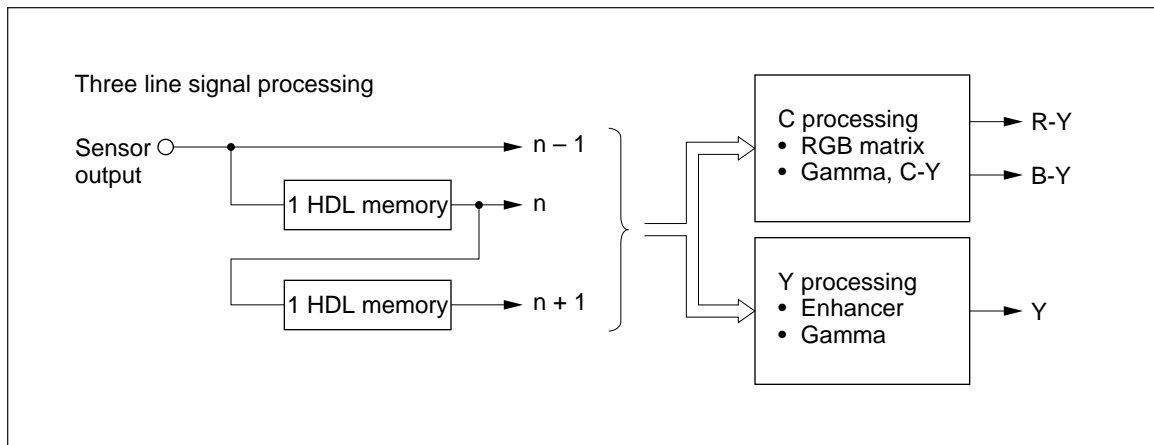 Three line signal processing
Sensor
output
n – 1
1 HDL memory
n
1 HDL memory
n + 1
C processing
• RGB matrix
• Gamma, C-Y
R-Y
B-Y
Y processing
• Enhancer
• Gamma
Y